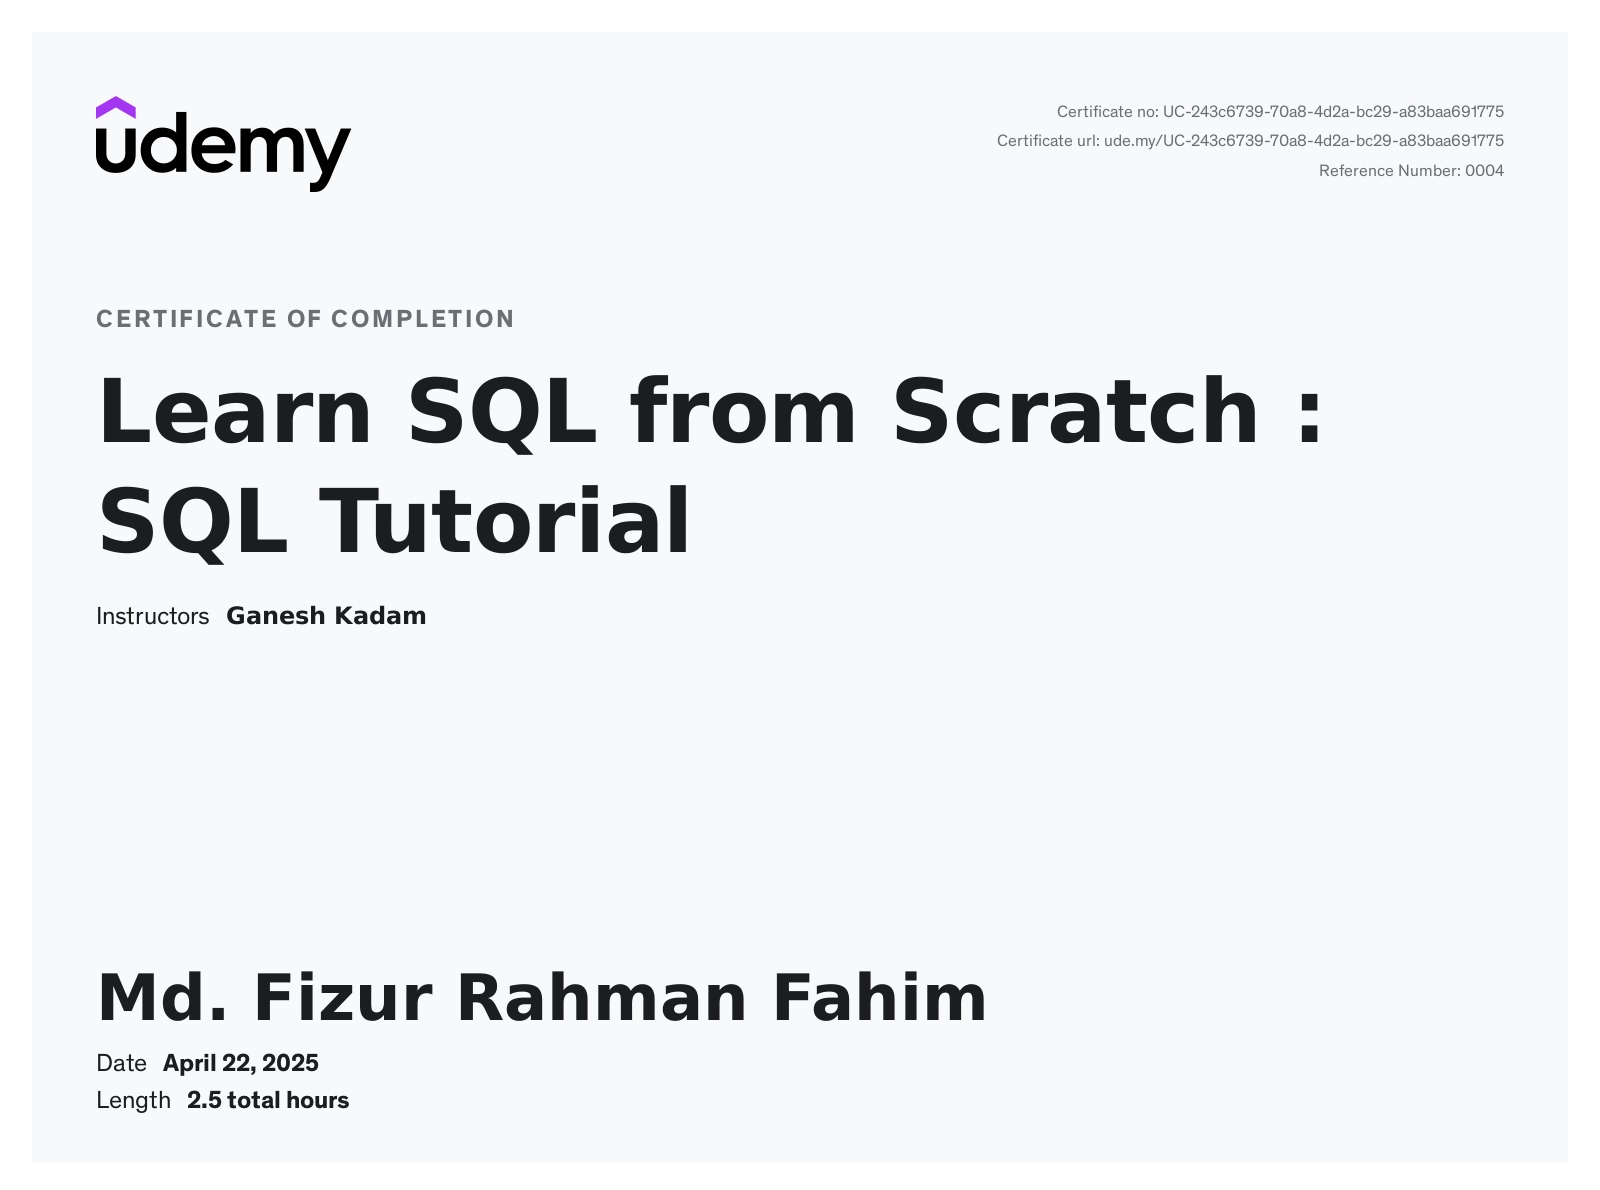 udemy
Certificate no: UC-243c6739-70a8-4d2a-bc29-a83baa691775
Certificate url: ude.my/UC-243c6739-70a8-4d2a-bc29-a83baa691775
Reference Number: 0004
CERTIFICATE OF COMPLETION
Learn SQL from Scratch :
SQL Tutorial
Instructors Ganesh Kadam
Md. Fizur Rahman Fahim
Date April 22, 2025
Length 2.5 total hours